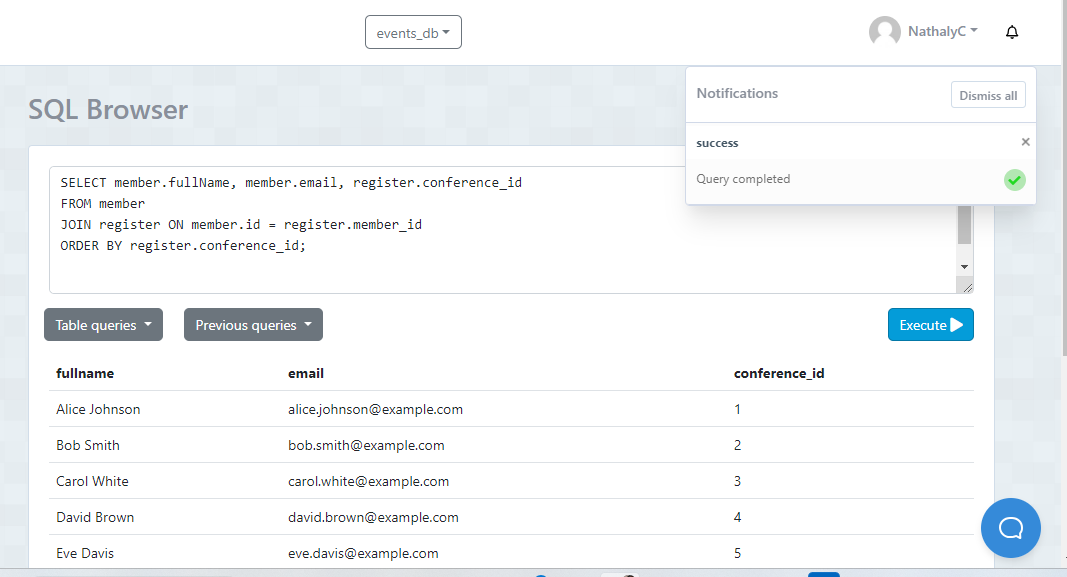 events_db
NathalyC
SQL Browser
Notifications
Dismiss all
success
×
Query completed
SELECT member.fullName, member.email, register.conference_id
FROM member
JOIN register ON member.id = register.member_id
ORDER BY register.conference_id;
Table queries
Previous queries
Execute
fullname email conference_id
Alice Johnson alice.johnson@example.com 1
Bob Smith bob.smith@example.com 2
Carol White carol.white@example.com 3
David Brown david.brown@example.com 4
Eve Davis eve.davis@example.com 5